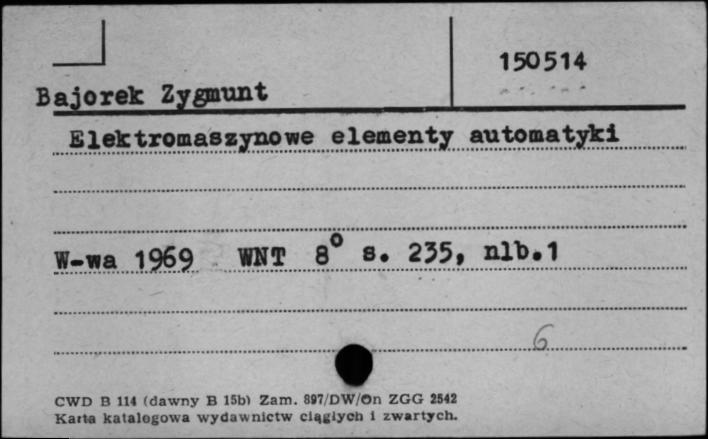 150514
Bajorek Zygmunt
Elektromaszynowe elementy automatyki
W-wa 1969 WNT 8° s. 235, nlb.1
6
CWD B 114 (dawny B 15b) Zam. 897/DW/On ZGG 2542
Karta katalogowa wydawnictw ciągłych i zwartych.